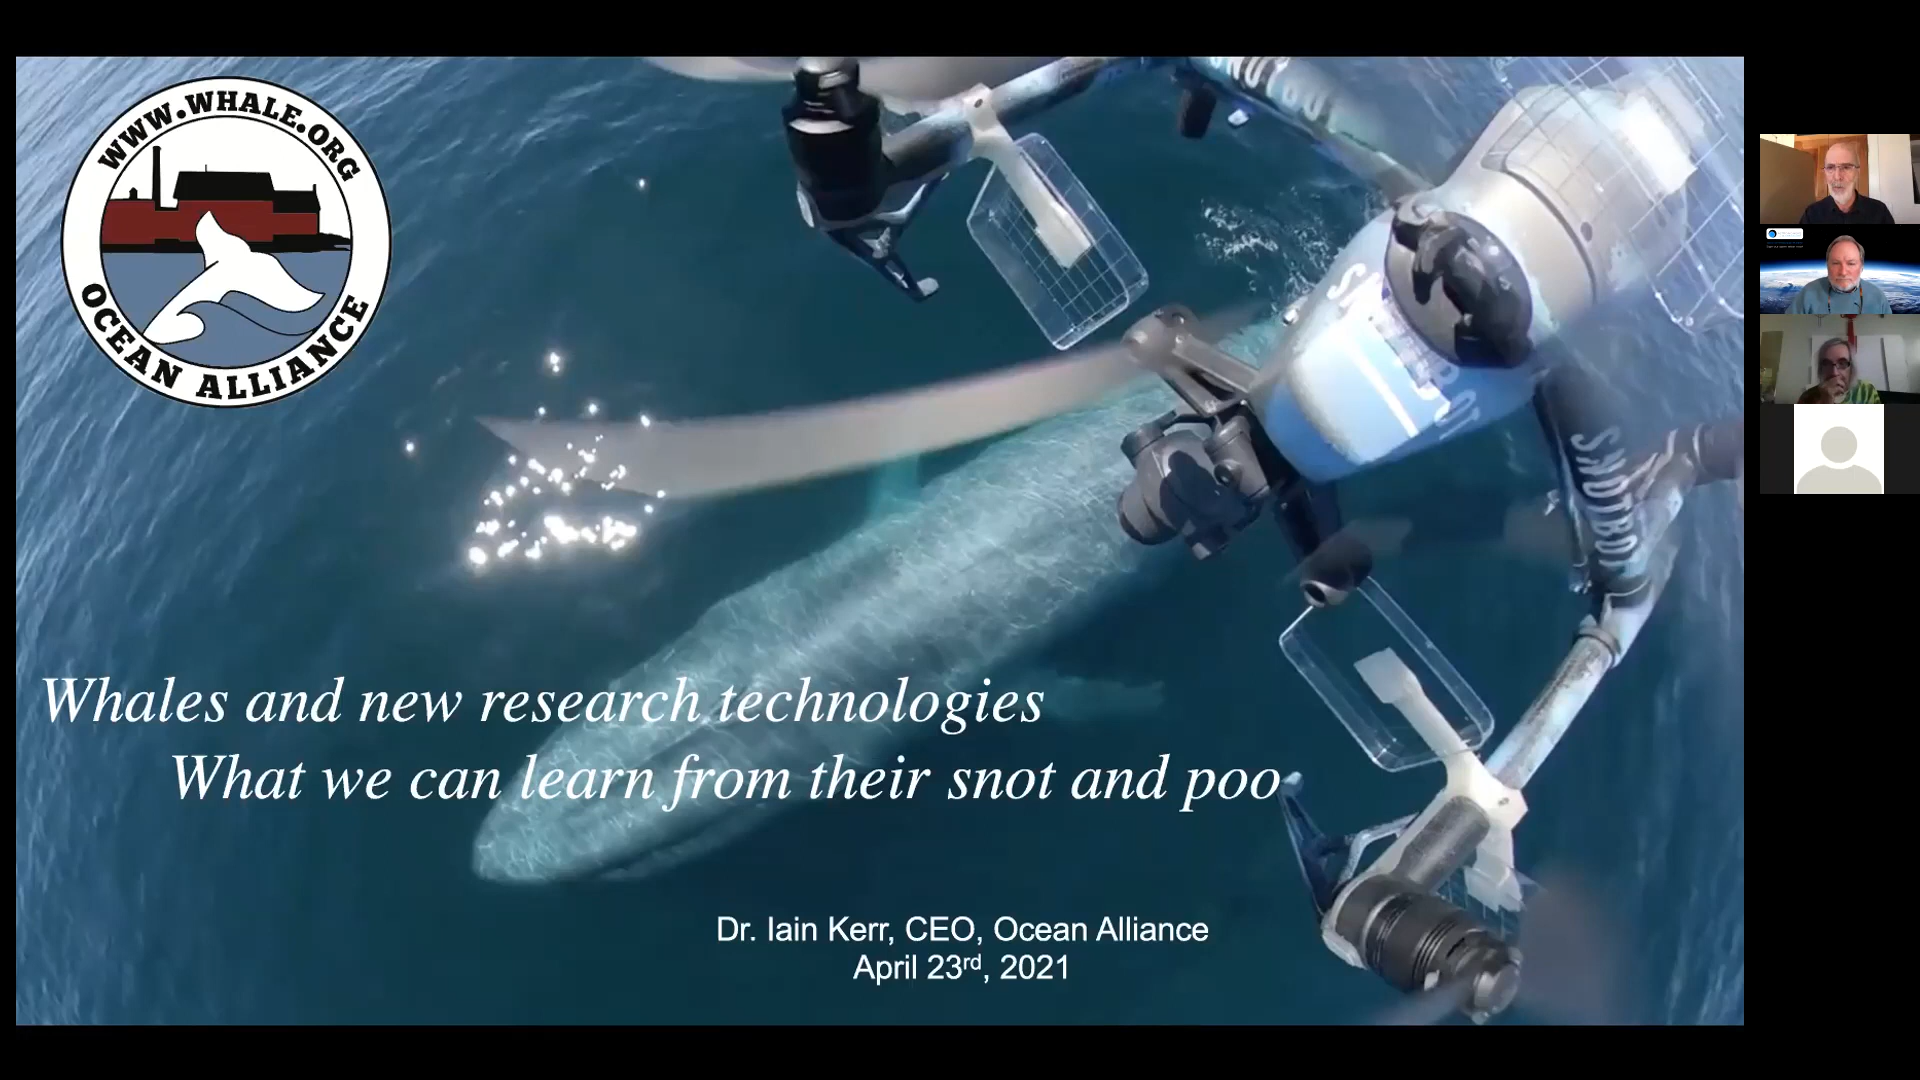 WWW.WHALE.ORG
OCEAN ALLIANCE
SNOTBOT
SNOTBOT
Whales and new research technologies
What we can learn from their snot and poo
Dr. Iain Kerr, CEO, Ocean Alliance
April 23rd, 2021